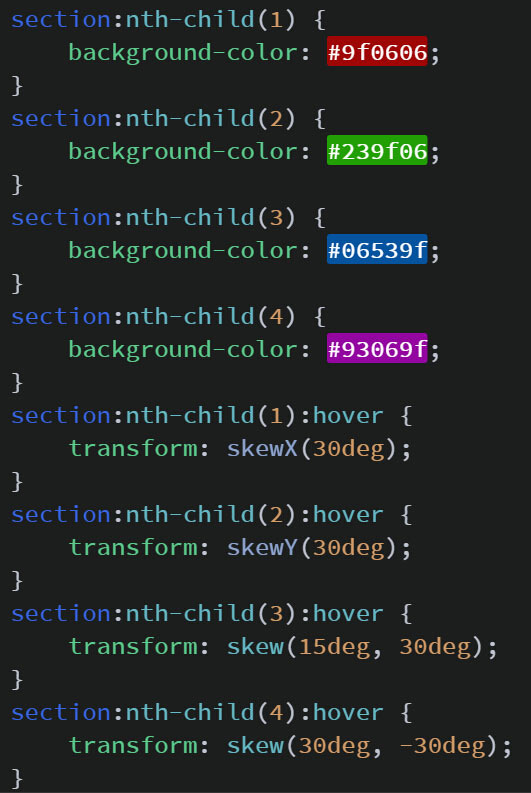 section:nth-child(1) {
    background-color: #9f0606;
}
section:nth-child(2) {
    background-color: #239f06;
}
section:nth-child(3) {
    background-color: #06539f;
}
section:nth-child(4) {
    background-color: #93069f;
}
section:nth-child(1):hover {
    transform: skewX(30deg);
}
section:nth-child(2):hover {
    transform: skewY(30deg);
}
section:nth-child(3):hover {
    transform: skew(15deg, 30deg);
}
section:nth-child(4):hover {
    transform: skew(30deg, -30deg);
}